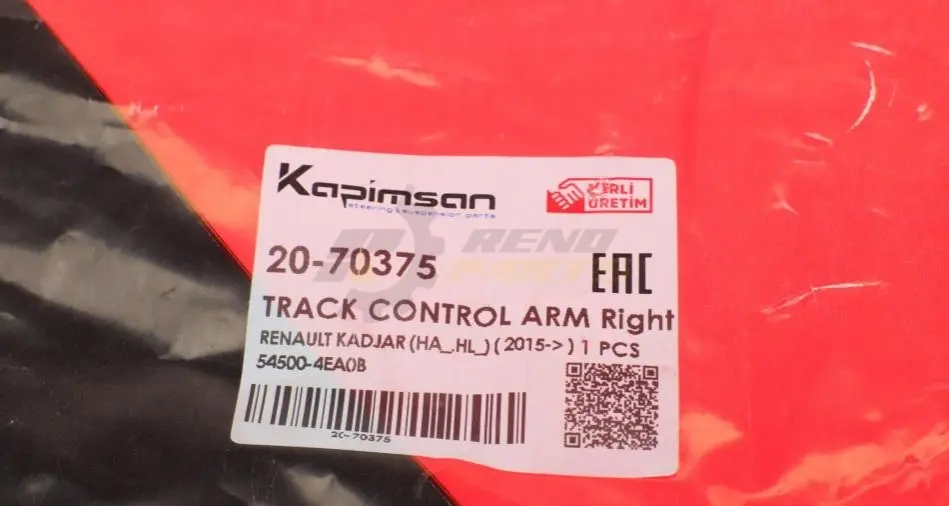 Kapimsan
steering&suspension parts
YERLİ
ÜRETİM
RENO
20-70375
EAC
TRACK CONTROL ARM Right
RENAULT KADJAR (HA_,HL_) ( 2015-> ) 1 PCS
54500-4EA0B
20-70375